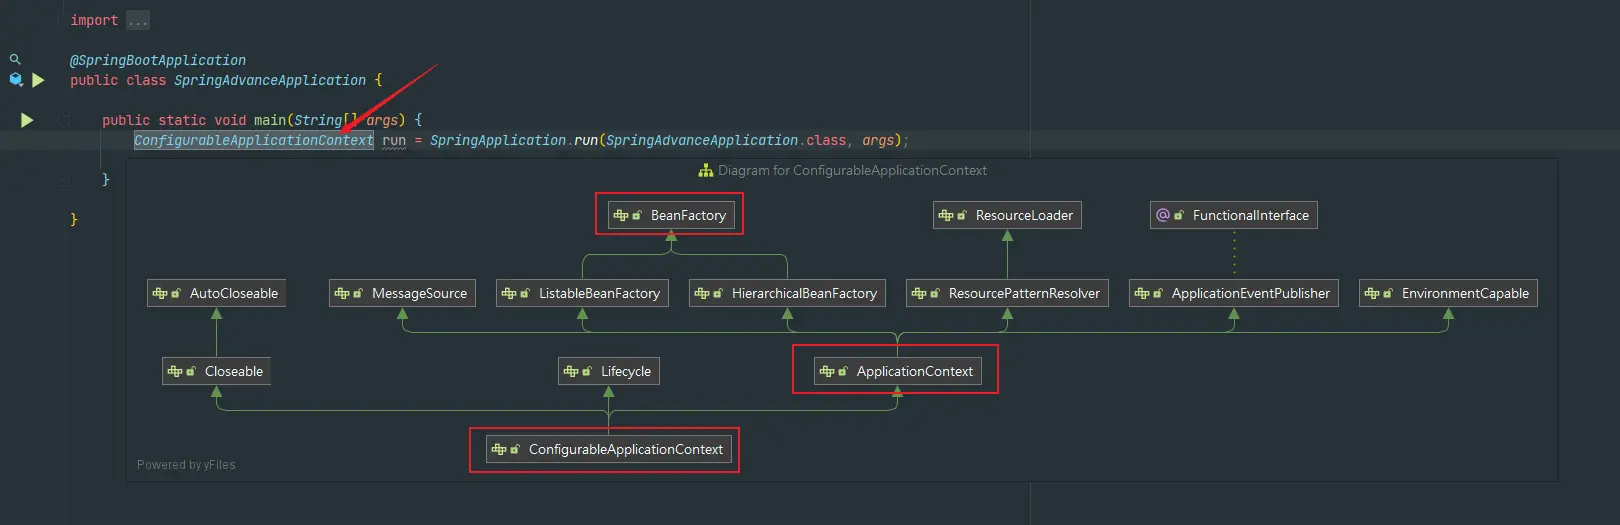 import ...
@SpringBootApplication
public class SpringAdvanceApplication {
public static void main(String[] args) {
ConfigurableApplicationContext run = SpringApplication.run(SpringAdvanceApplication.class, args);
Diagram for ConfigurableApplicationContext
BeanFactory ResourceLoader @ FunctionalInterface
AutoCloseable MessageSource ListableBeanFactory HierarchicalBeanFactory ResourcePatternResolver ApplicationEventPublisher EnvironmentCapable
Closeable Lifecycle ApplicationContext
ConfigurableApplicationContext
Powered by yFiles
}
}